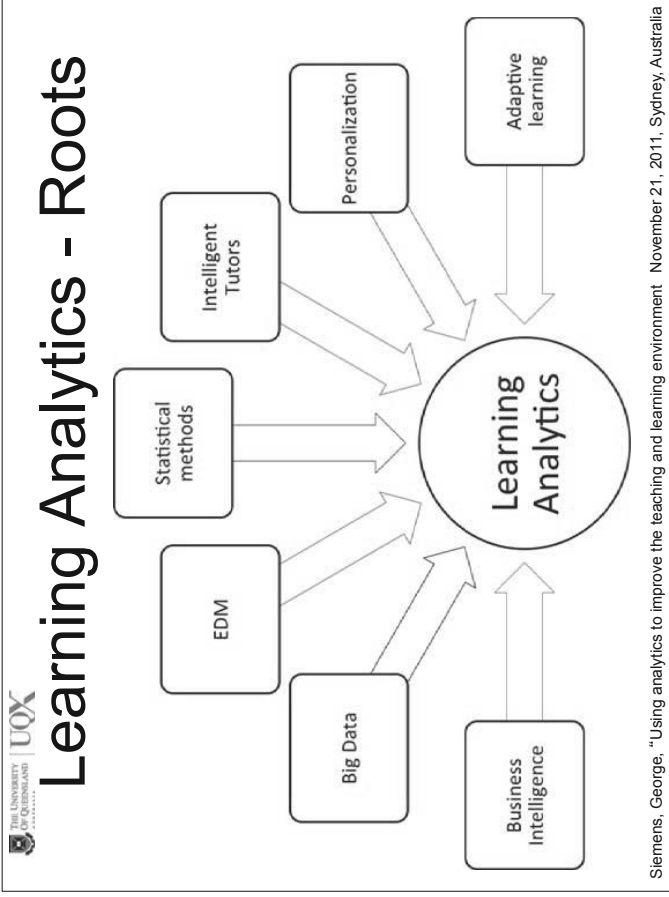 THE UNIVERSITY
OF QUEENSLAND
AUSTRALIA
UQX
Learning Analytics - Roots
Statistical
methods
EDM
Intelligent
Tutors
Big Data
Personalization
Business
Intelligence
Learning
Analytics
Adaptive
learning
Siemens, George, “Using analytics to improve the teaching and learning environment  November 21, 2011, Sydney, Australia